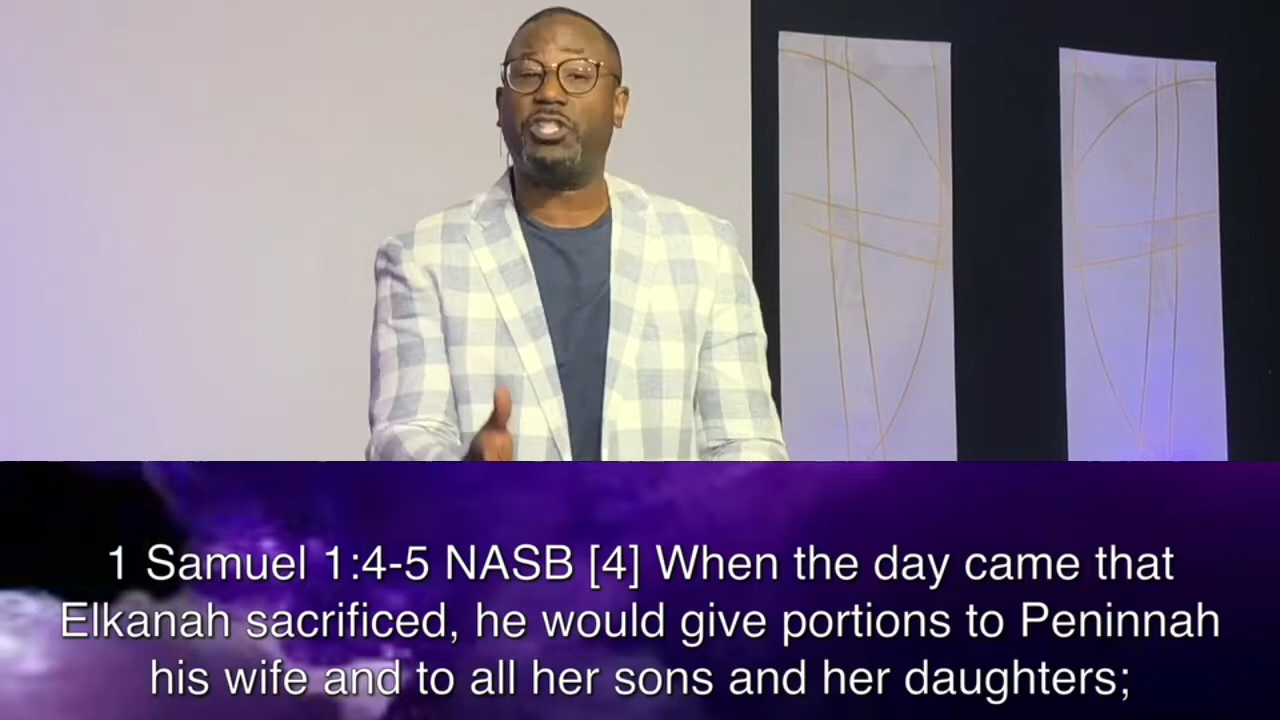 1 Samuel 1:4-5 NASB [4] When the day came that
Elkanah sacrificed, he would give portions to Peninnah
his wife and to all her sons and her daughters;